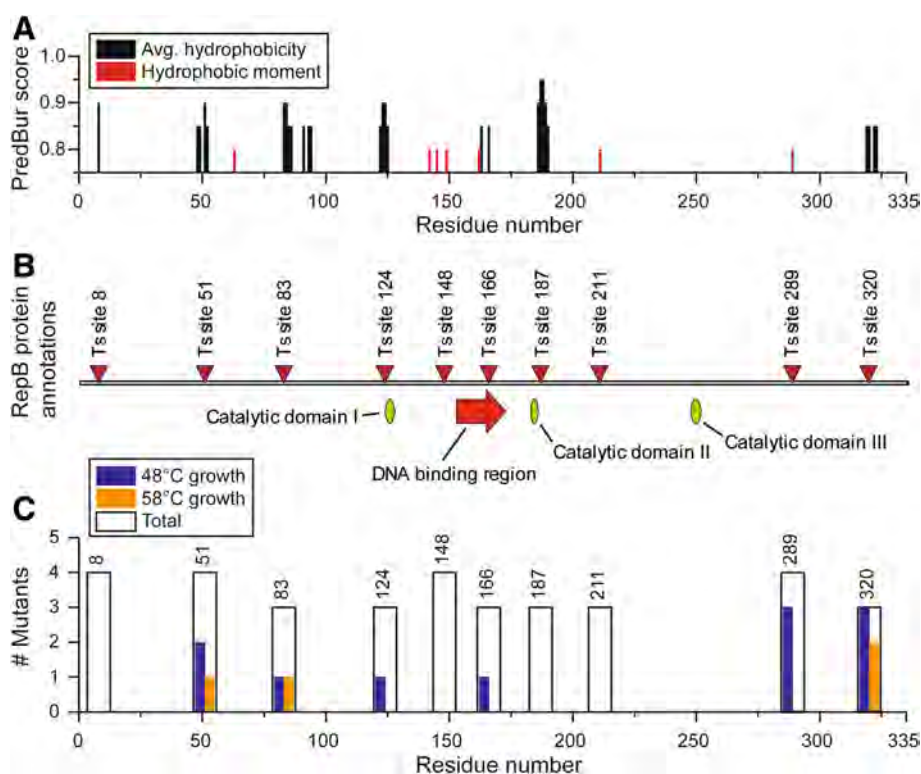 A
Avg. hydrophobicity
Hydrophobic moment
PredBur score
1.0
0.9
0.8
0 50 100 150 200 250 300 335
Residue number
B
RepB protein
annotations
Ts site 8
Ts site 51
Ts site 83
Ts site 124
Ts site 148
Ts site 166
Ts site 187
Ts site 211
Ts site 289
Ts site 320
Catalytic domain I
DNA binding region
Catalytic domain II
Catalytic domain III
C
48°C growth
58°C growth
Total
# Mutants
5
4
3
2
1
0
8 51 83 124 148 166 187 211 289 320
0 50 100 150 200 250 300 335
Residue number